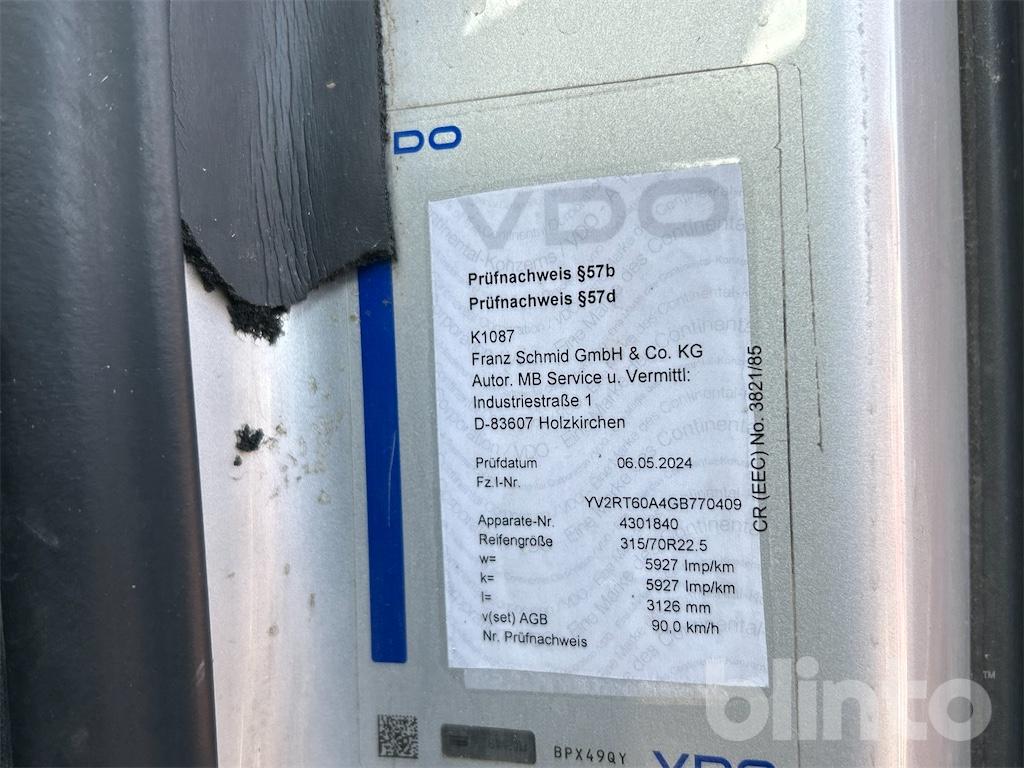 DO
VDO
Prüfnachweis §57b
Prüfnachweis §57d
K1087
Franz Schmid GmbH & Co. KG
Autor. MB Service u. Vermittl:
Industriestraße 1
D-83607 Holzkirchen
Prüfdatum 06.05.2024
Fz.I-Nr.
YV2RT60A4GB770409
Apparate-Nr. 4301840
Reifengröße 315/70R22.5
w= 5927 Imp/km
k= 5927 Imp/km
l= 3126 mm
v(set) AGB 90,0 km/h
Nr. Prüfnachweis
CR (EEC) No. 3821/85
BPX49QY
VDO
blinto™